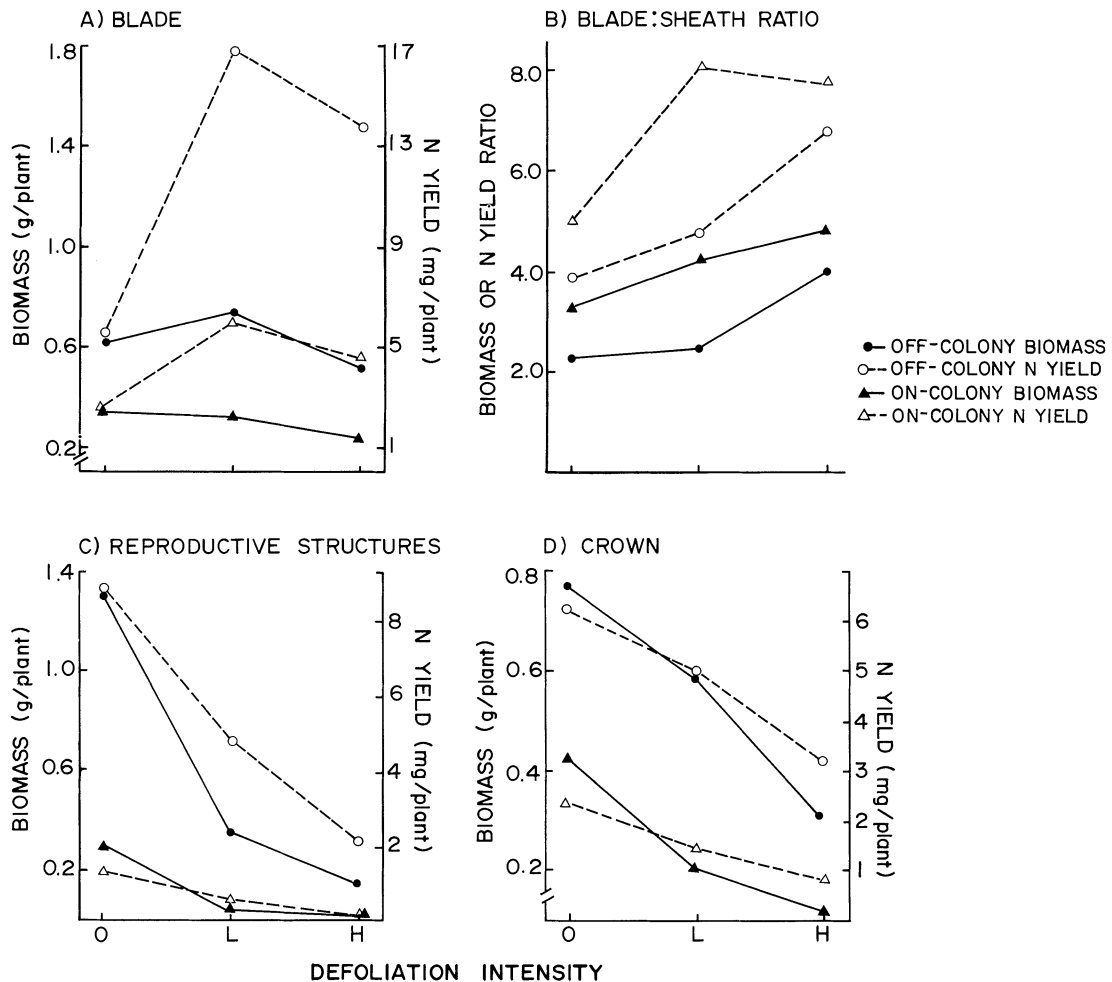 A) BLADE
1.8
1.4
1.0
0.6
0.2
BIOMASS (g/plant)
17
13
9
5
1
N YIELD (mg/plant)
B) BLADE:SHEATH RATIO
8.0
6.0
4.0
2.0
BIOMASS OR N YIELD RATIO
OFF-COLONY BIOMASS
OFF-COLONY N YIELD
ON-COLONY BIOMASS
ON-COLONY N YIELD
C) REPRODUCTIVE STRUCTURES
1.4
1.0
0.6
0.2
BIOMASS (g/plant)
8
6
4
2
N YIELD (mg/plant)
O L H
D) CROWN
0.8
0.6
0.4
0.2
BIOMASS (g/plant)
6
5
4
3
2
1
N YIELD (mg/plant)
O L H
DEFOLIATION INTENSITY